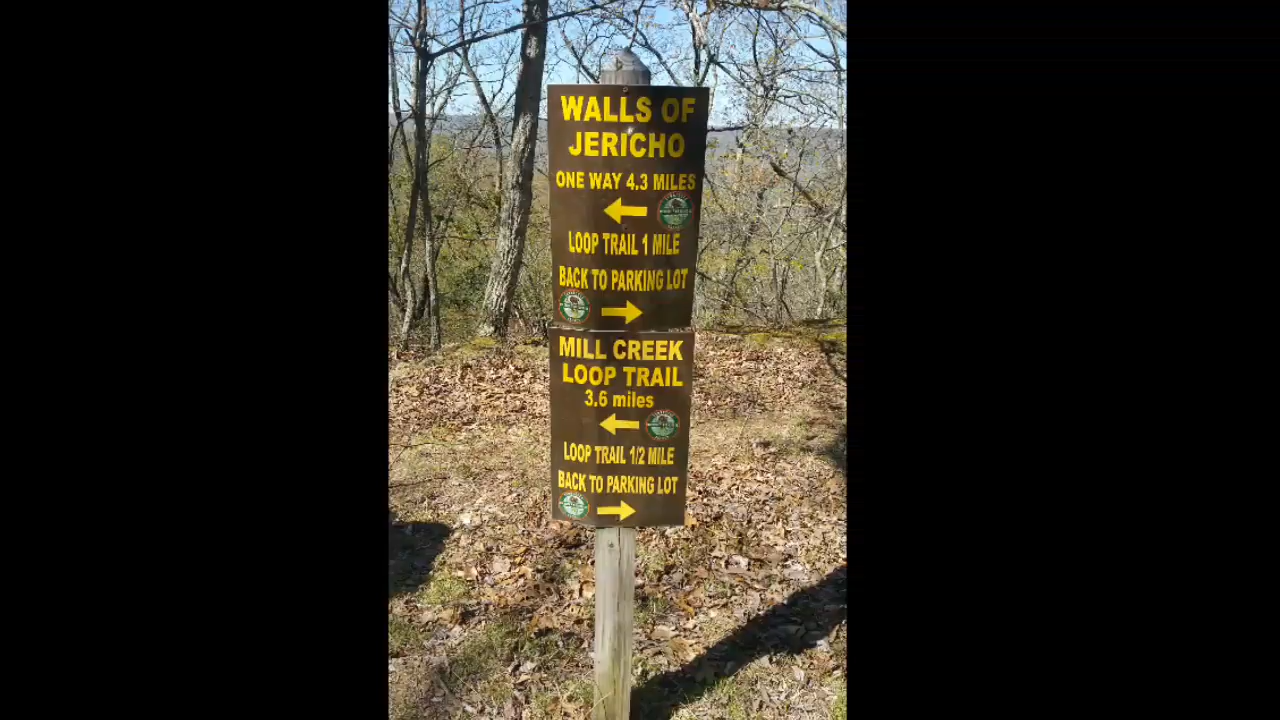 WALLS OF
JERICHO
ONE WAY 4.3 MILES
LOOP TRAIL 1 MILE
BACK TO PARKING LOT
MILL CREEK
LOOP TRAIL
3.6 miles
LOOP TRAIL 1/2 MILE
BACK TO PARKING LOT